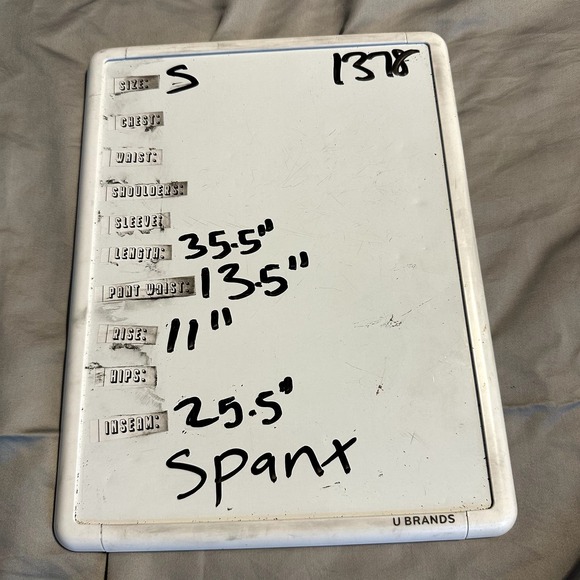 SIZE: S 1378
CHEST:
WAIST:
SHOULDERS:
SLEEVE:
LENGTH: 35.5"
PANT WAIST: 13.5"
RISE: 11"
HIPS:
INSEAM: 25.5"
Spanx
U BRANDS